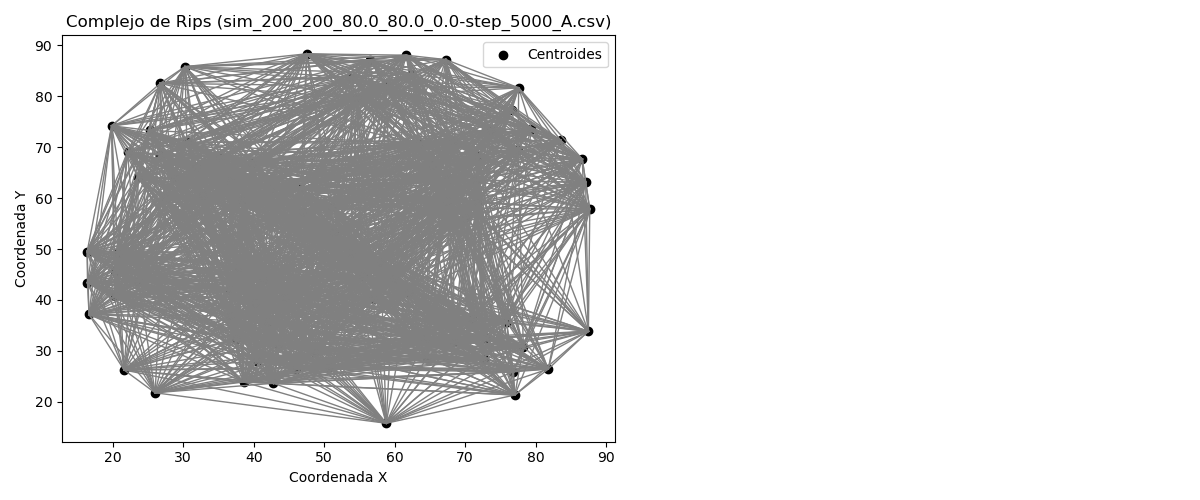 Complejo de Rips (sim_200_200_80.0_80.0_0.0-step_5000_A.csv)
Centroides
90
80
70
60
50
40
30
20
Coordenada Y
20 30 40 50 60 70 80 90
Coordenada X